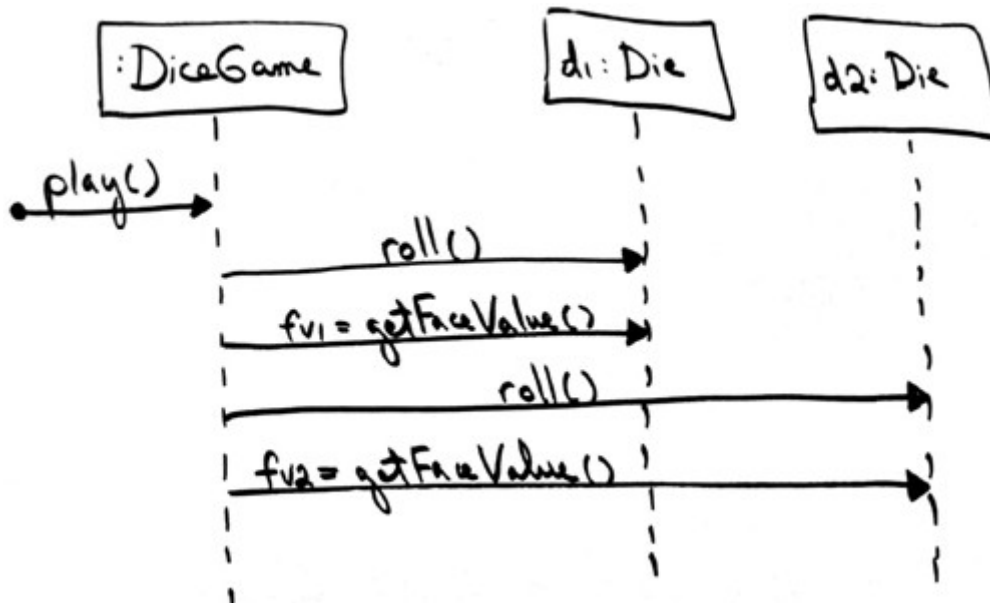 :DiceGame
d1: Die
d2: Die
play()
roll()
fv1 = getFaceValue()
roll()
fv2 = getFaceValue()